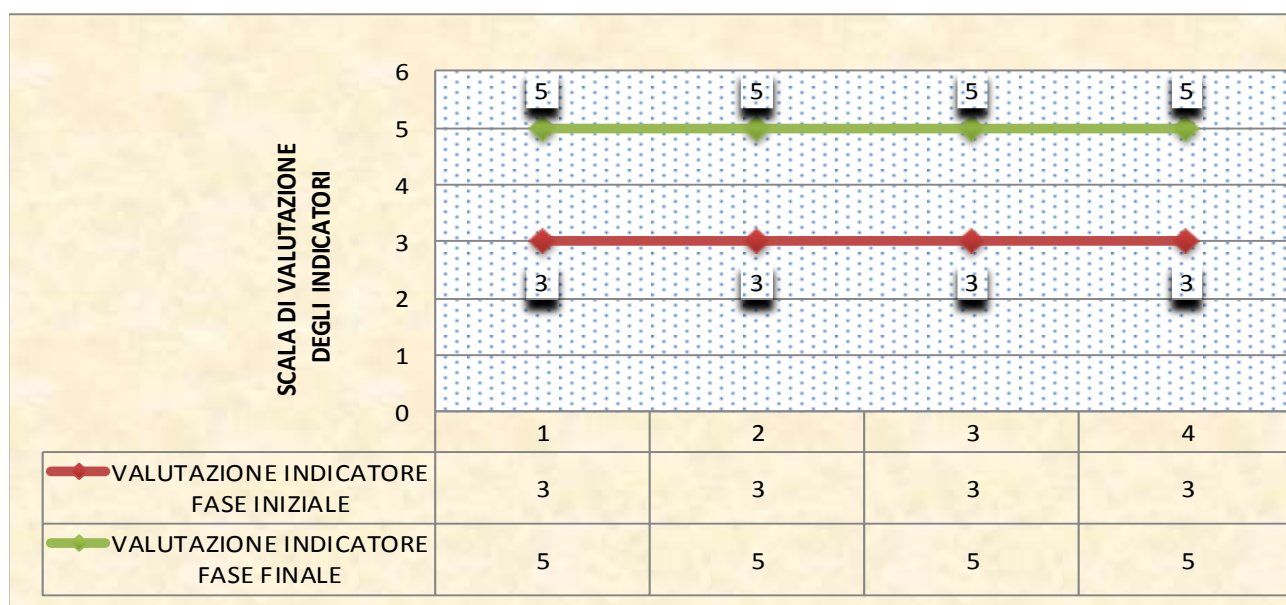 SCALA DI VALUTAZIONE
DEGLI INDICATORI
6
5
4
3
2
1
0
5 5 5 5
3 3 3 3
1 2 3 4
VALUTAZIONE INDICATORE
FASE INIZIALE
3 3 3 3
VALUTAZIONE INDICATORE
FASE FINALE
5 5 5 5